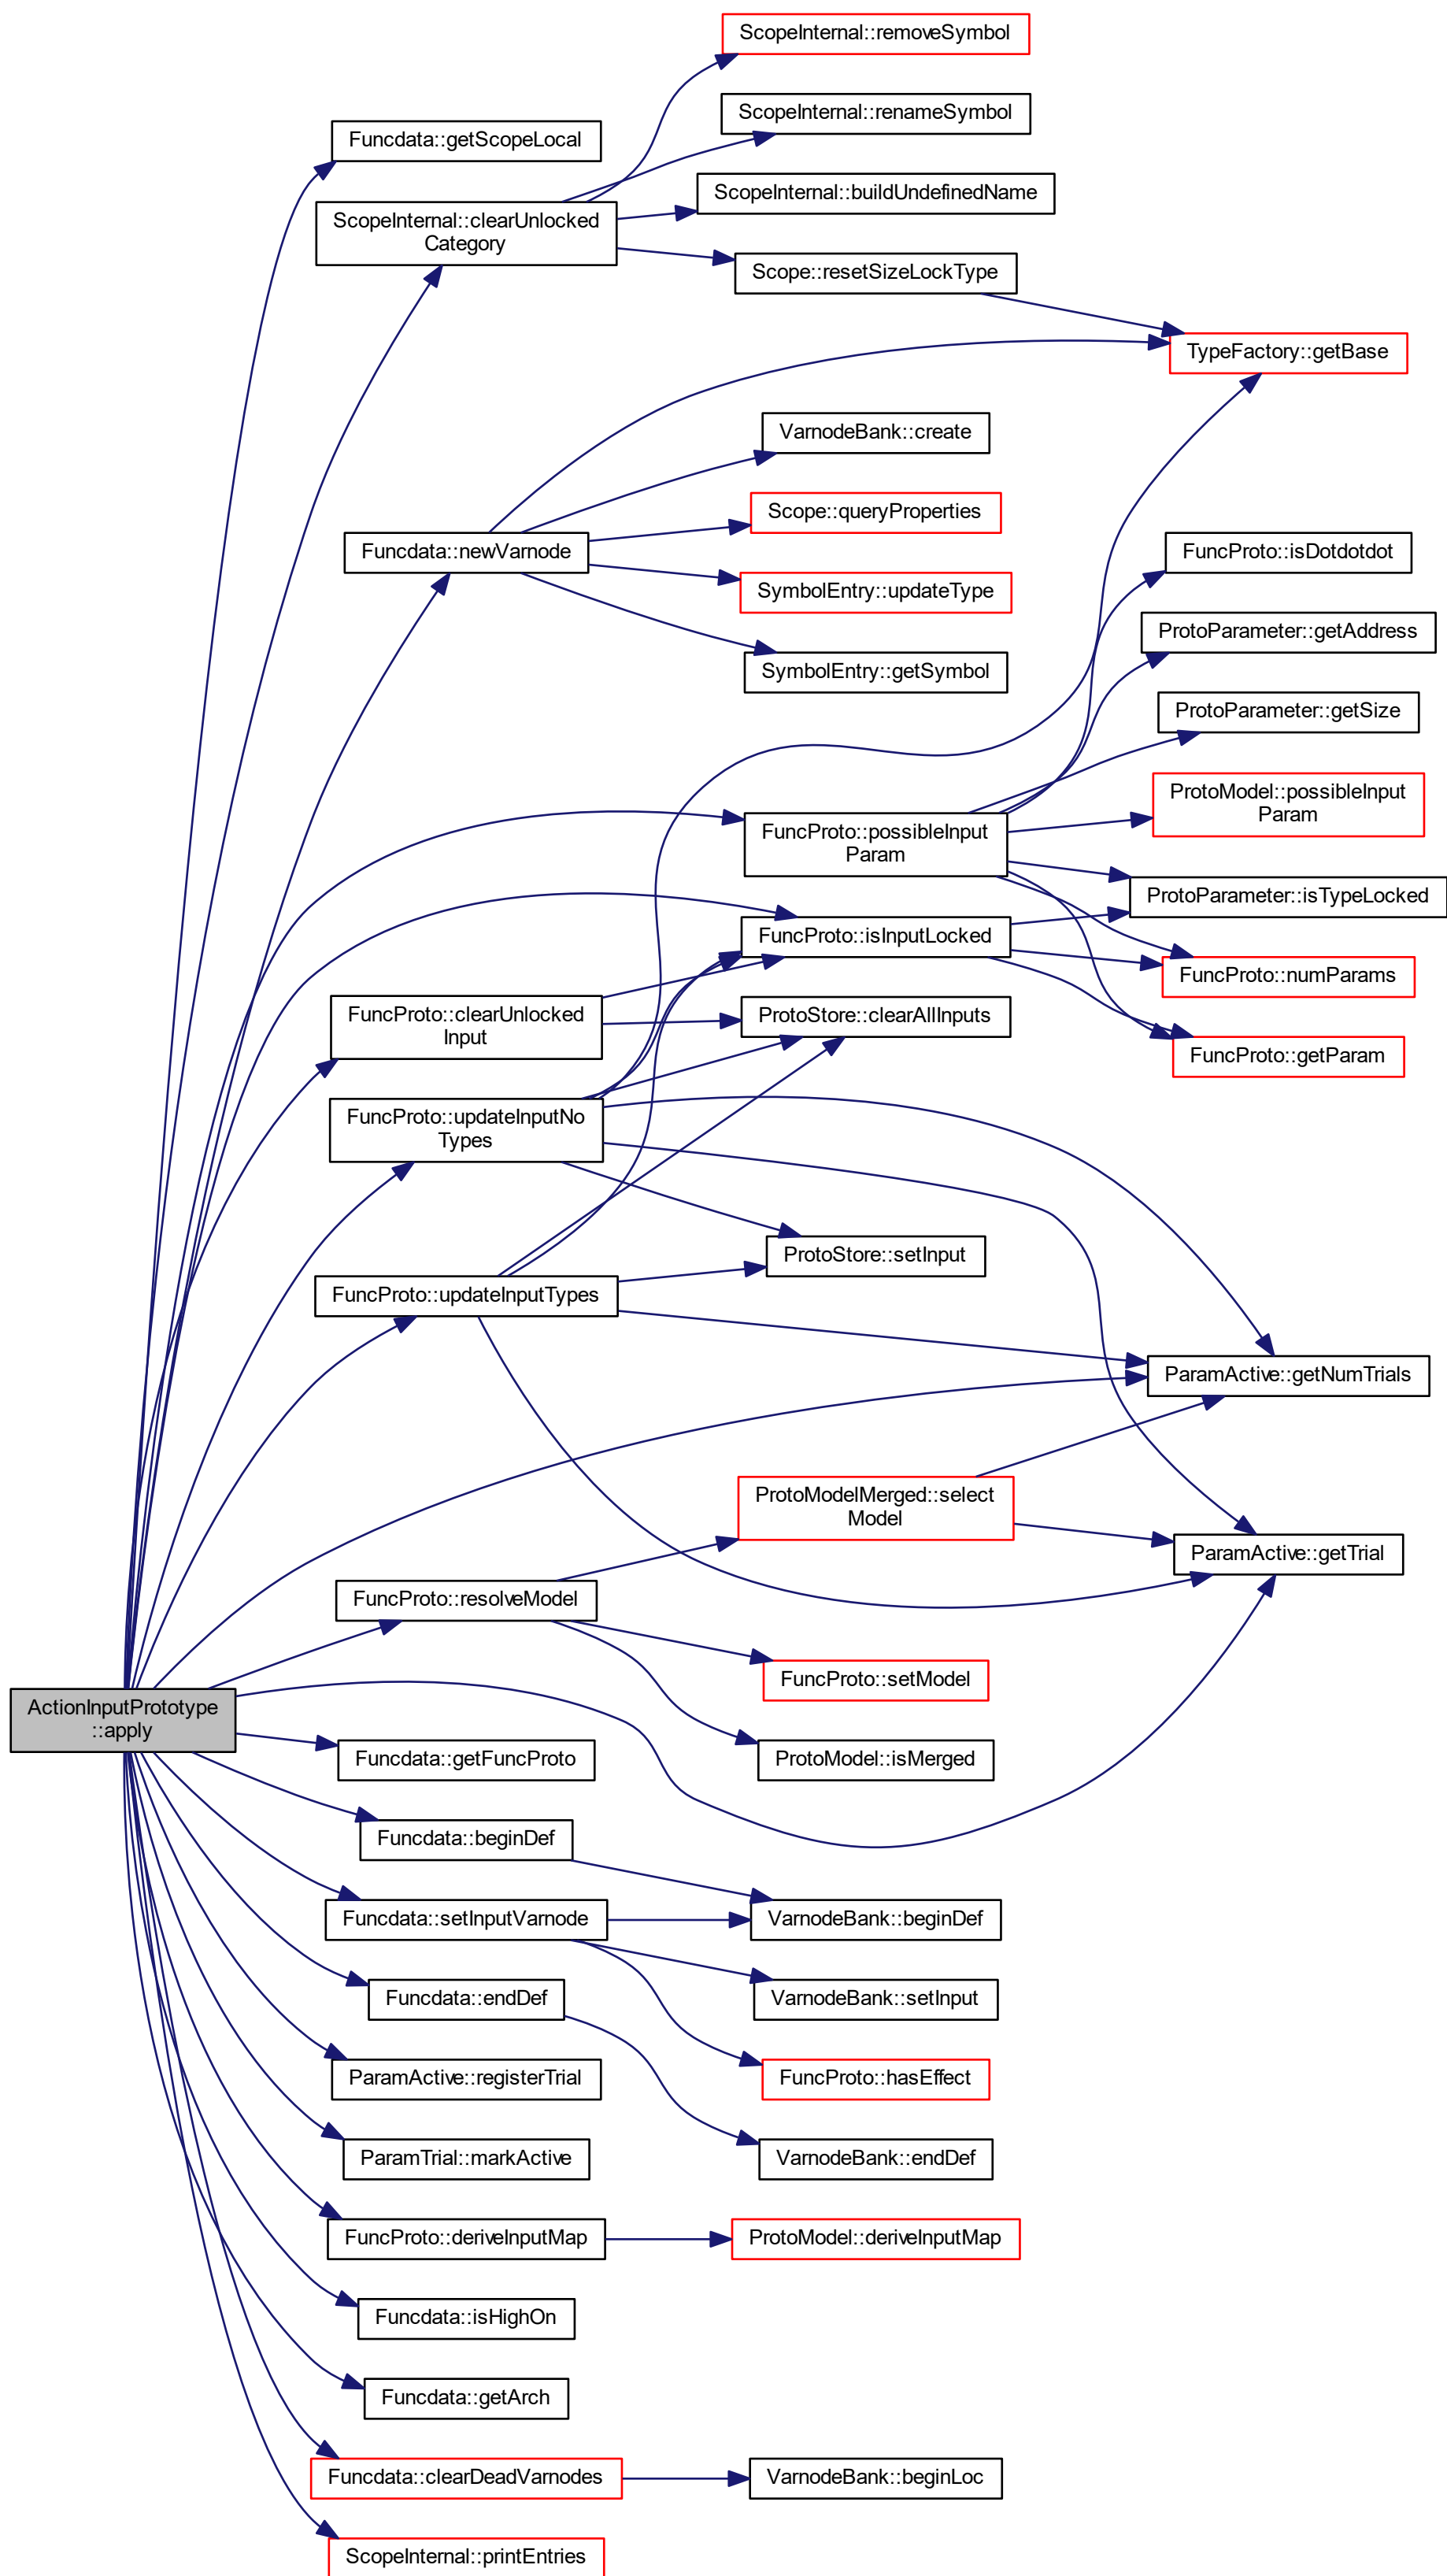 ScopeInternal::removeSymbol
ScopeInternal::renameSymbol
Funcdata::getScopeLocal
ScopeInternal::buildUndefinedName
ScopeInternal::clearUnlocked
Category
Scope::resetSizeLockType
TypeFactory::getBase
VarnodeBank::create
Scope::queryProperties
Funcdata::newVarnode
FuncProto::isDotdotdot
SymbolEntry::updateType
ProtoParameter::getAddress
SymbolEntry::getSymbol
ProtoParameter::getSize
ProtoModel::possibleInput
Param
FuncProto::possibleInput
Param
ProtoParameter::isTypeLocked
FuncProto::isInputLocked
FuncProto::numParams
FuncProto::clearUnlocked
Input
ProtoStore::clearAllInputs
FuncProto::getParam
FuncProto::updateInputNo
Types
ProtoStore::setInput
FuncProto::updateInputTypes
ParamActive::getNumTrials
ProtoModelMerged::select
Model
ParamActive::getTrial
FuncProto::resolveModel
FuncProto::setModel
ActionInputPrototype
::apply
Funcdata::getFuncProto
ProtoModel::isMerged
Funcdata::beginDef
Funcdata::setInputVarnode
VarnodeBank::beginDef
Funcdata::endDef
VarnodeBank::setInput
ParamActive::registerTrial
FuncProto::hasEffect
ParamTrial::markActive
VarnodeBank::endDef
FuncProto::deriveInputMap
ProtoModel::deriveInputMap
Funcdata::isHighOn
Funcdata::getArch
Funcdata::clearDeadVarnodes
VarnodeBank::beginLoc
ScopeInternal::printEntries